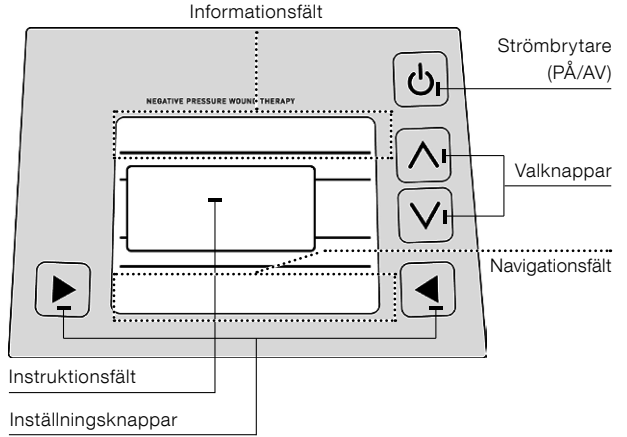 Informationsfält
Strömbrytare
(PÅ/AV)
NEGATIVE PRESSURE WOUND THERAPY
Valknappar
Navigationsfält
Instruktionsfält
Inställningsknappar